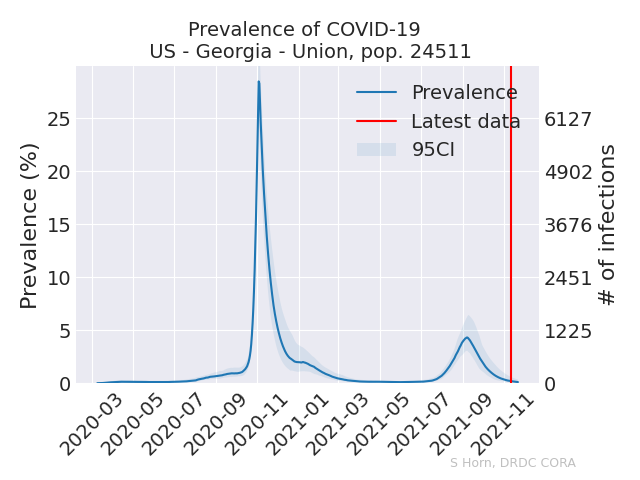 Prevalence of COVID-19
US - Georgia - Union, pop. 24511
Prevalence
Latest data
95CI
Prevalence (%)
25
20
15
10
5
0
6127
4902
3676
2451
1225
0
# of infections
2020-03
2020-05
2020-07
2020-09
2020-11
2021-01
2021-03
2021-05
2021-07
2021-09
2021-11
S Horn, DRDC CORA